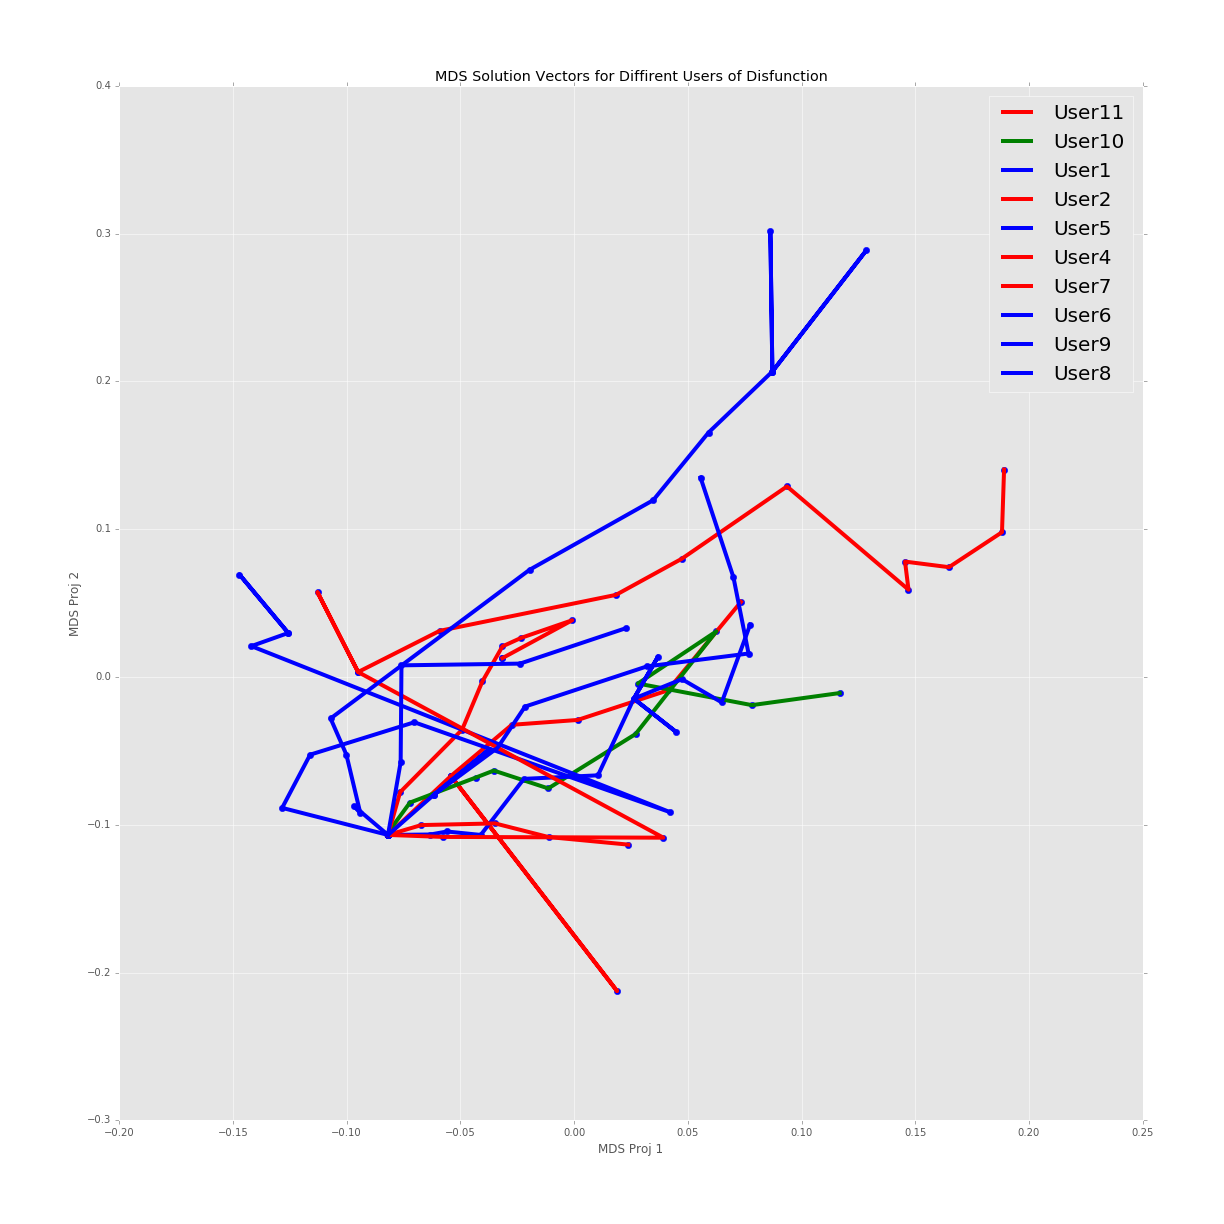 MDS Solution Vectors for Diffirent Users of Disfunction
0.4
0.3
0.2
0.1
0.0
−0.1
−0.2
−0.3
MDS Proj 2
User11
User10
User1
User2
User5
User4
User7
User6
User9
User8
−0.20 −0.15 −0.10 −0.05 0.00 0.05 0.10 0.15 0.20 0.25
MDS Proj 1